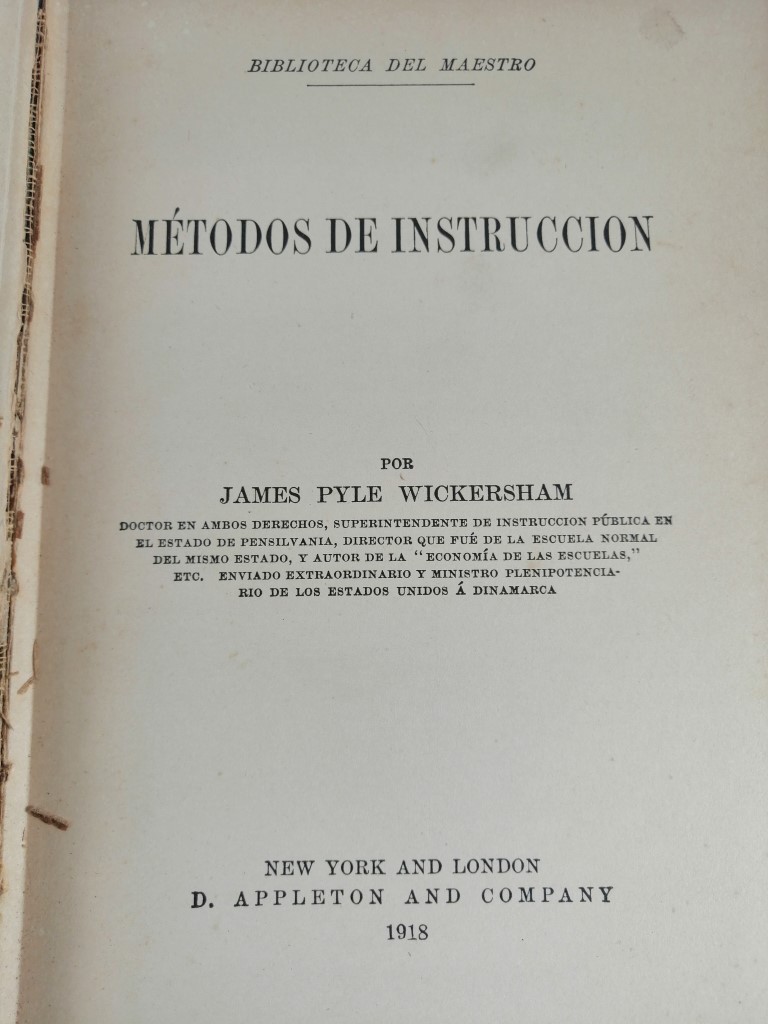 BIBLIOTECA DEL MAESTRO
MÉTODOS DE INSTRUCCION
POR
JAMES PYLE WICKERSHAM
DOCTOR EN AMBOS DERECHOS, SUPERINTENDENTE DE INSTRUCCION PÚBLICA EN
EL ESTADO DE PENSILVANIA, DIRECTOR QUE FUÉ DE LA ESCUELA NORMAL
DEL MISMO ESTADO, Y AUTOR DE LA "ECONOMÍA DE LAS ESCUELAS,"
ETC. ENVIADO EXTRAORDINARIO Y MINISTRO PLENIPOTENCIA-
RIO DE LOS ESTADOS UNIDOS Á DINAMARCA
NEW YORK AND LONDON
D. APPLETON AND COMPANY
1918